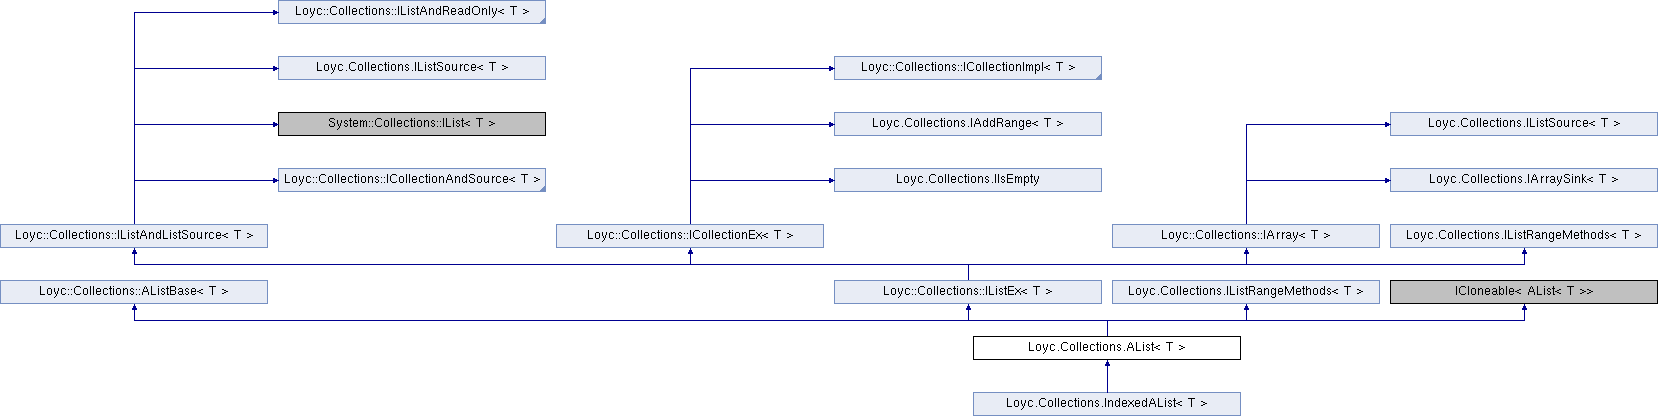 Loyc::Collections::IListAndReadOnly< T >
Loyc.Collections.IListSource< T >
Loyc::Collections::ICollectionImpl< T >
System::Collections::IList< T >
Loyc.Collections.IAddRange< T >
Loyc.Collections.IListSource< T >
Loyc::Collections::ICollectionAndSource< T >
Loyc.Collections.IIsEmpty
Loyc.Collections.IArraySink< T >
Loyc::Collections::IListAndListSource< T >
Loyc::Collections::ICollectionEx< T >
Loyc::Collections::IArray< T >
Loyc.Collections.IListRangeMethods< T >
Loyc::Collections::AListBase< T >
Loyc::Collections::IListEx< T >
Loyc.Collections.IListRangeMethods< T >
ICloneable< AList< T >>
Loyc.Collections.AList< T >
Loyc.Collections.IndexedAList< T >